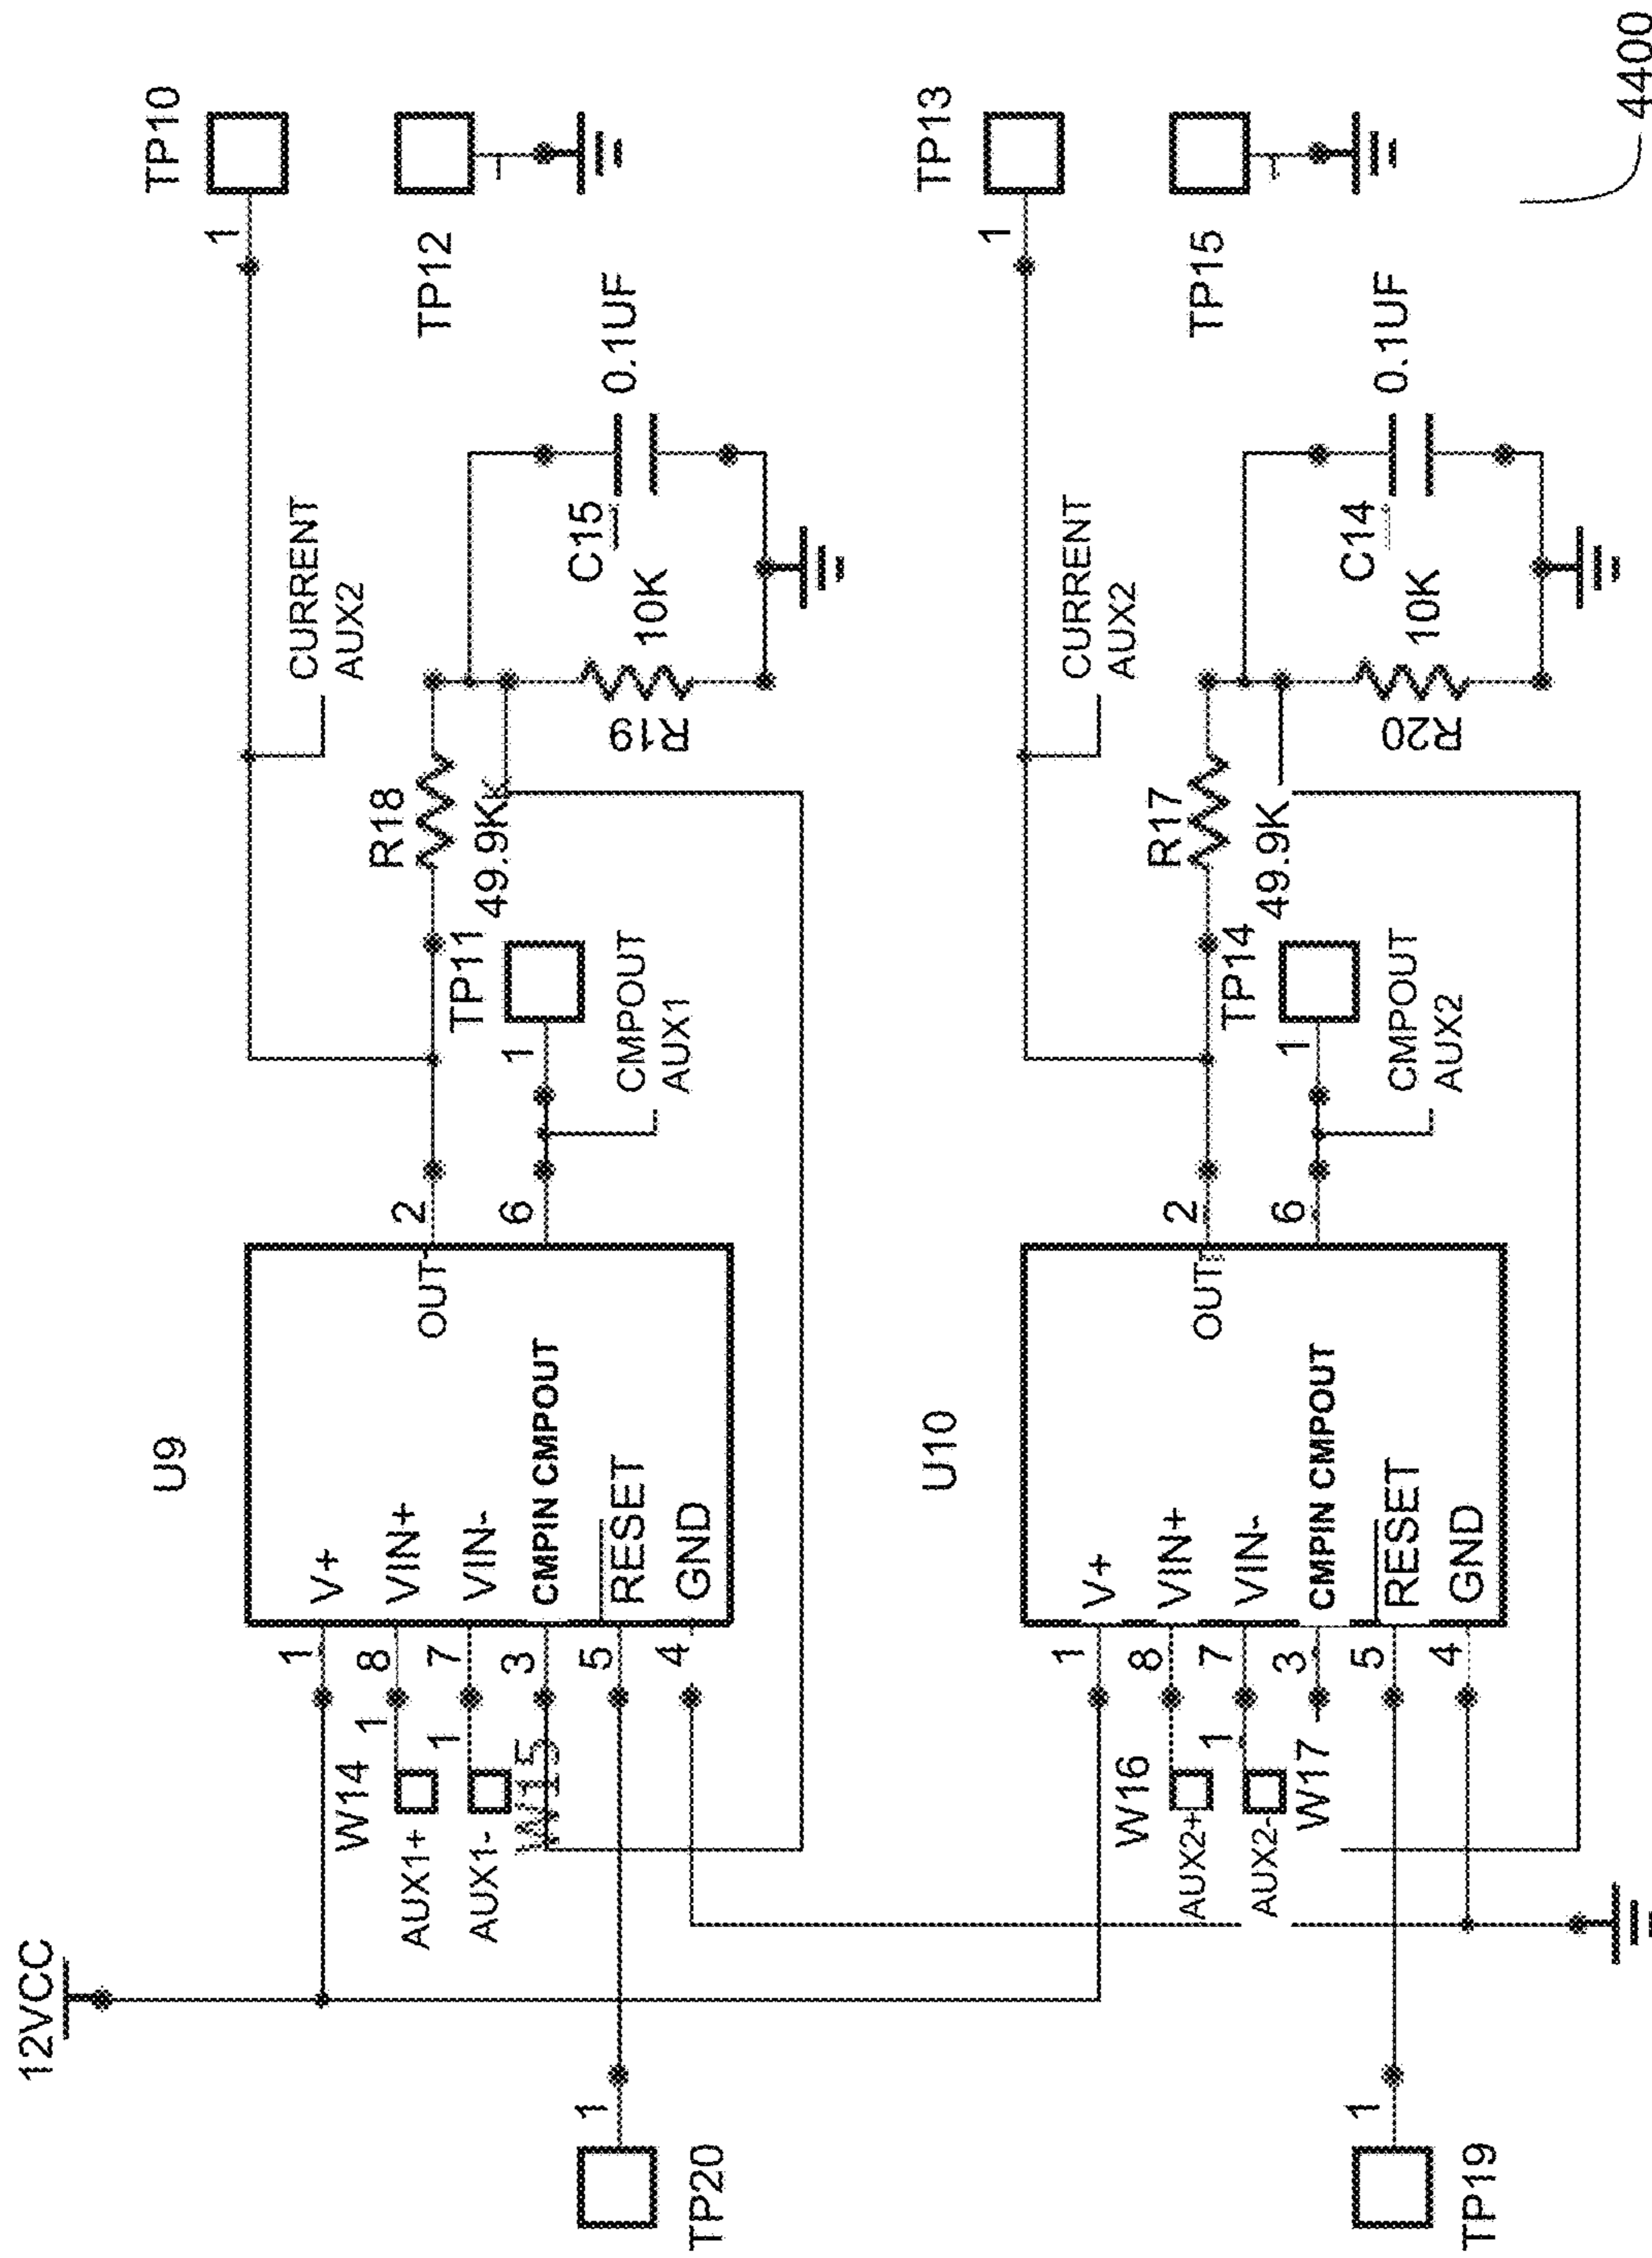 12VCC
U9
V+
VIN+
VIN-
CMPIN CMPOUT
RESET
GND
OUT
1
8
7
3
5
4
2
6
W14
1
AUX1+
1
AUX1-
W15
TP20
1
TP11
1
CMPOUT
AUX1
R18
49.9K
CURRENT
AUX2
R19
10K
C15
0.1UF
TP10
1
TP12
1
U10
V+
VIN+
VIN-
CMPIN CMPOUT
RESET
GND
OUT
1
8
7
3
5
4
2
6
W16
AUX2+
1
AUX2-
W17
TP19
1
TP14
1
CMPOUT
AUX2
R17
49.9K
CURRENT
AUX2
R20
10K
C14
0.1UF
TP13
1
TP15
1
4400